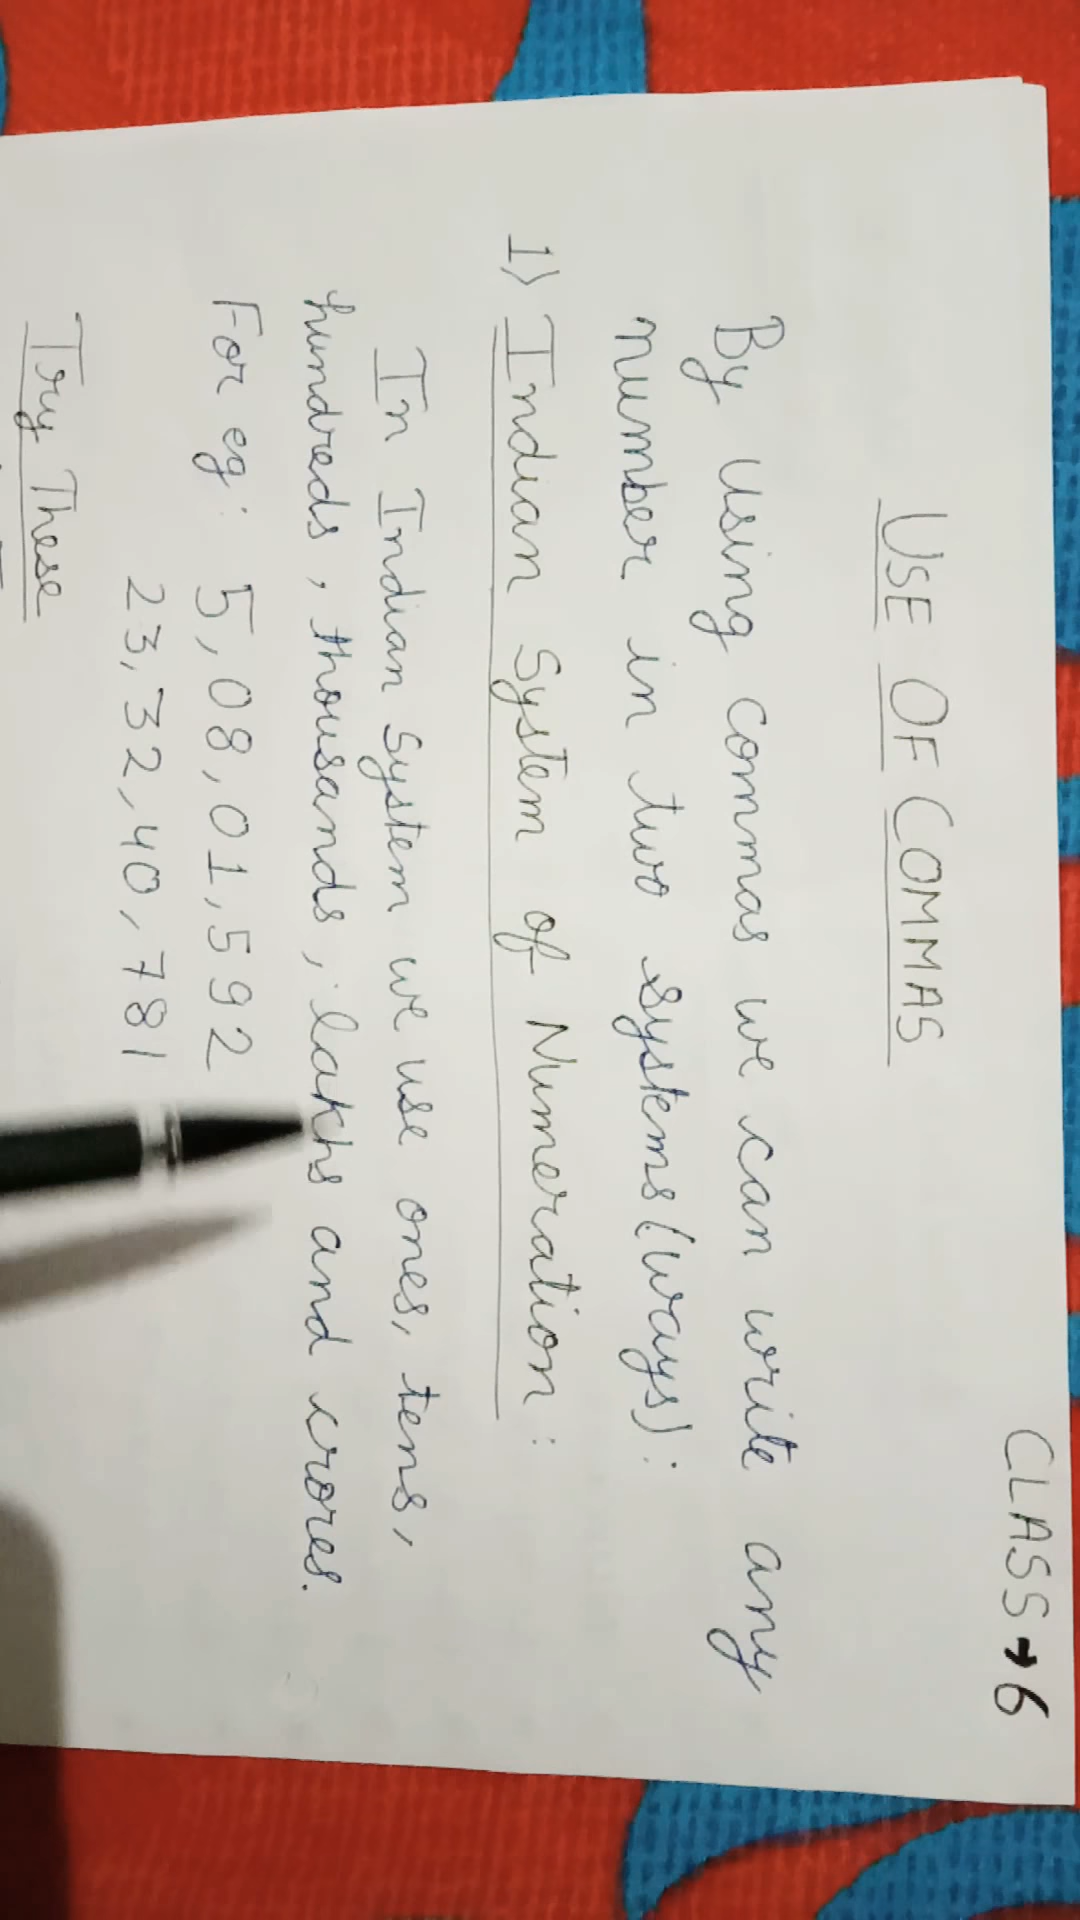 CLASS → 6
USE OF COMMAS
By using commas we can write any
number in two systems (ways) :
1) Indian System of Numeration :
In Indian System we use ones, tens,
hundreds, thousands, lakhs and crores.
For eg: 5,08,01,592
23,32,40,781
Try These